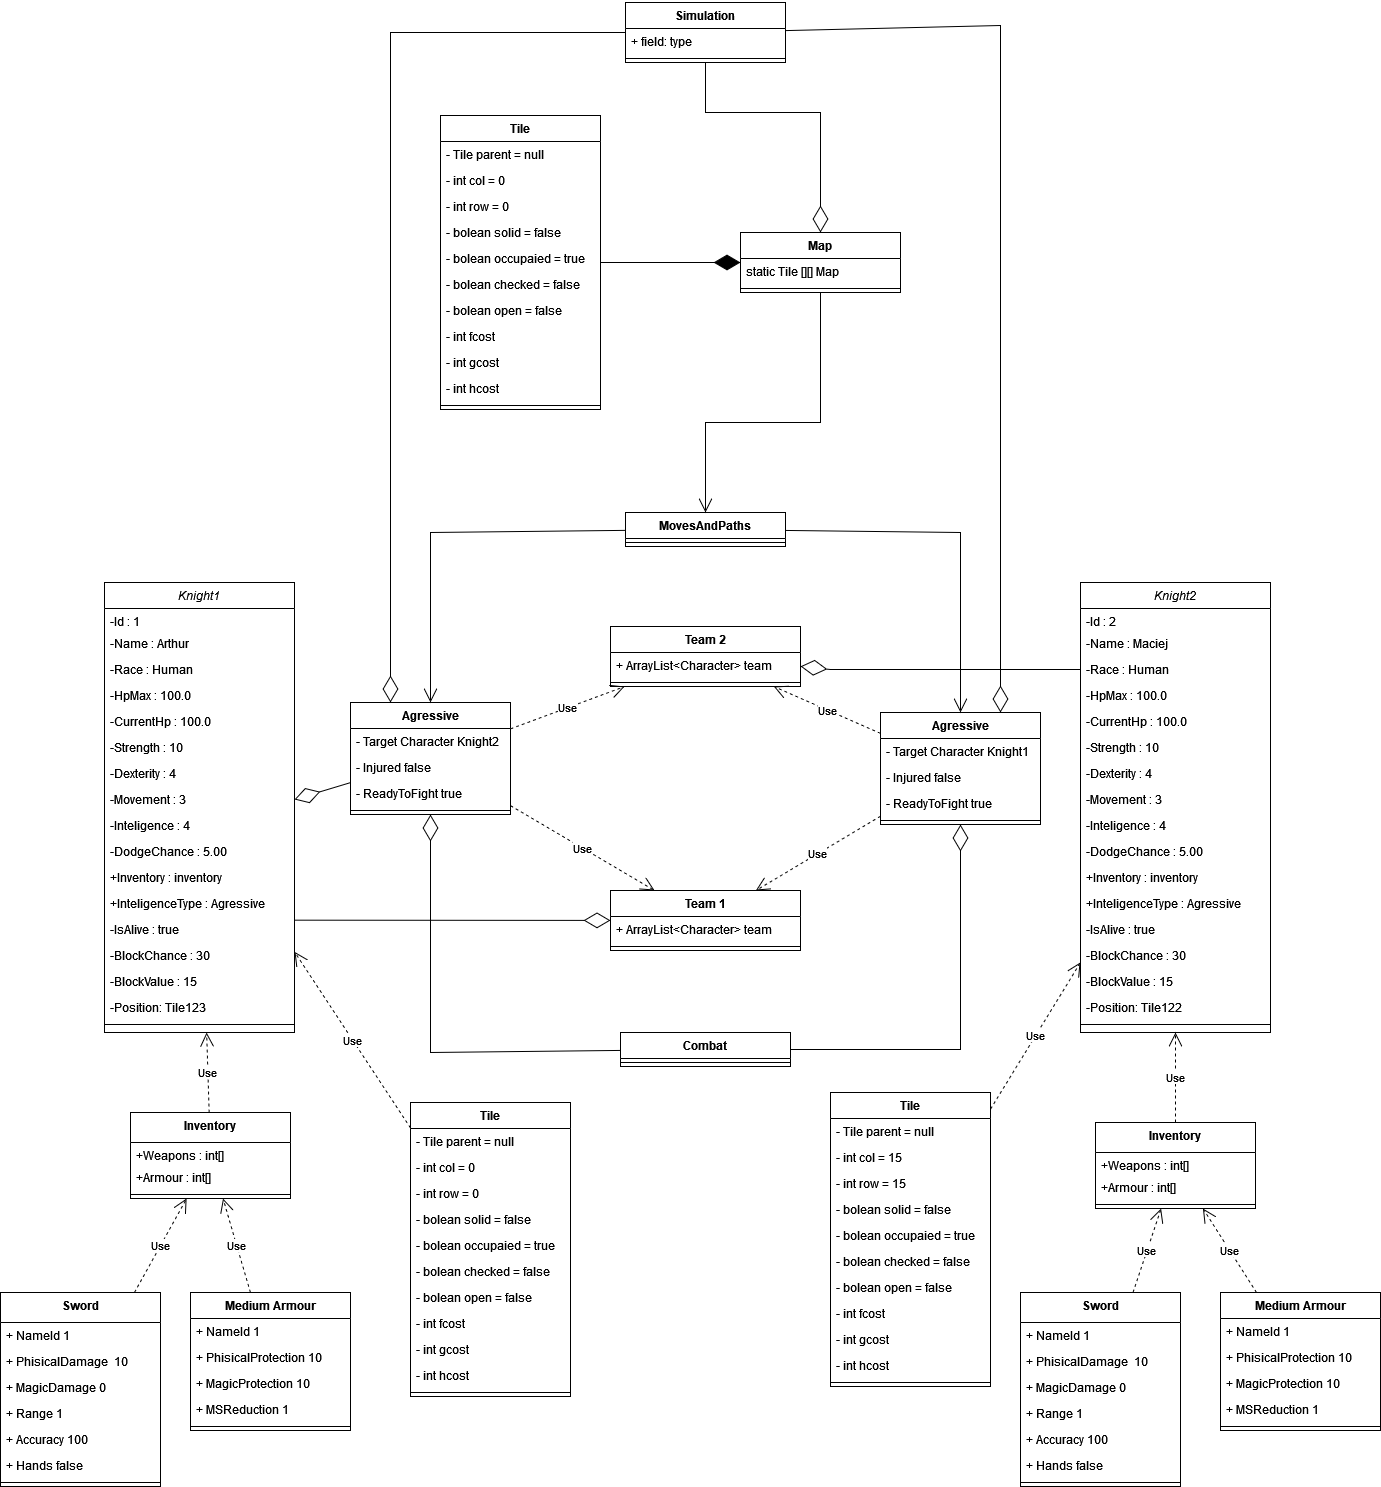 Simulation
+ field: type
Tile
- Tile parent = null
- int col = 0
- int row = 0
- bolean solid = false
- bolean occupaied = true
- bolean checked = false
- bolean open = false
- int fcost
- int gcost
- int hcost
Map
static Tile [][] Map
MovesAndPaths
Knight1
-Id : 1
-Name : Arthur
-Race : Human
-HpMax : 100.0
-CurrentHp : 100.0
-Strength : 10
-Dexterity : 4
-Movement : 3
-Inteligence : 4
-DodgeChance : 5.00
+Inventory : inventory
+InteligenceType : Agressive
-IsAlive : true
-BlockChance : 30
-BlockValue : 15
-Position: Tile123
Agressive
- Target Character Knight2
- Injured false
- ReadyToFight true
Use
Use
Team 2
+ ArrayList<Character> team
Use
Use
Agressive
- Target Character Knight1
- Injured false
- ReadyToFight true
Team 1
+ ArrayList<Character> team
Combat
Knight2
-Id : 2
-Name : Maciej
-Race : Human
-HpMax : 100.0
-CurrentHp : 100.0
-Strength : 10
-Dexterity : 4
-Movement : 3
-Inteligence : 4
-DodgeChance : 5.00
+Inventory : inventory
+InteligenceType : Agressive
-IsAlive : true
-BlockChance : 30
-BlockValue : 15
-Position: Tile122
Use
Use
Use
Use
Inventory
+Weapons : int[]
+Armour : int[]
Use
Use
Sword
+ NameId 1
+ PhisicalDamage  10
+ MagicDamage 0
+ Range 1
+ Accuracy 100
+ Hands false
Medium Armour
+ NameId 1
+ PhisicalProtection 10
+ MagicProtection 10
+ MSReduction 1
Tile
- Tile parent = null
- int col = 0
- int row = 0
- bolean solid = false
- bolean occupaied = true
- bolean checked = false
- bolean open = false
- int fcost
- int gcost
- int hcost
Tile
- Tile parent = null
- int col = 15
- int row = 15
- bolean solid = false
- bolean occupaied = true
- bolean checked = false
- bolean open = false
- int fcost
- int gcost
- int hcost
Inventory
+Weapons : int[]
+Armour : int[]
Use
Use
Sword
+ NameId 1
+ PhisicalDamage  10
+ MagicDamage 0
+ Range 1
+ Accuracy 100
+ Hands false
Medium Armour
+ NameId 1
+ PhisicalProtection 10
+ MagicProtection 10
+ MSReduction 1